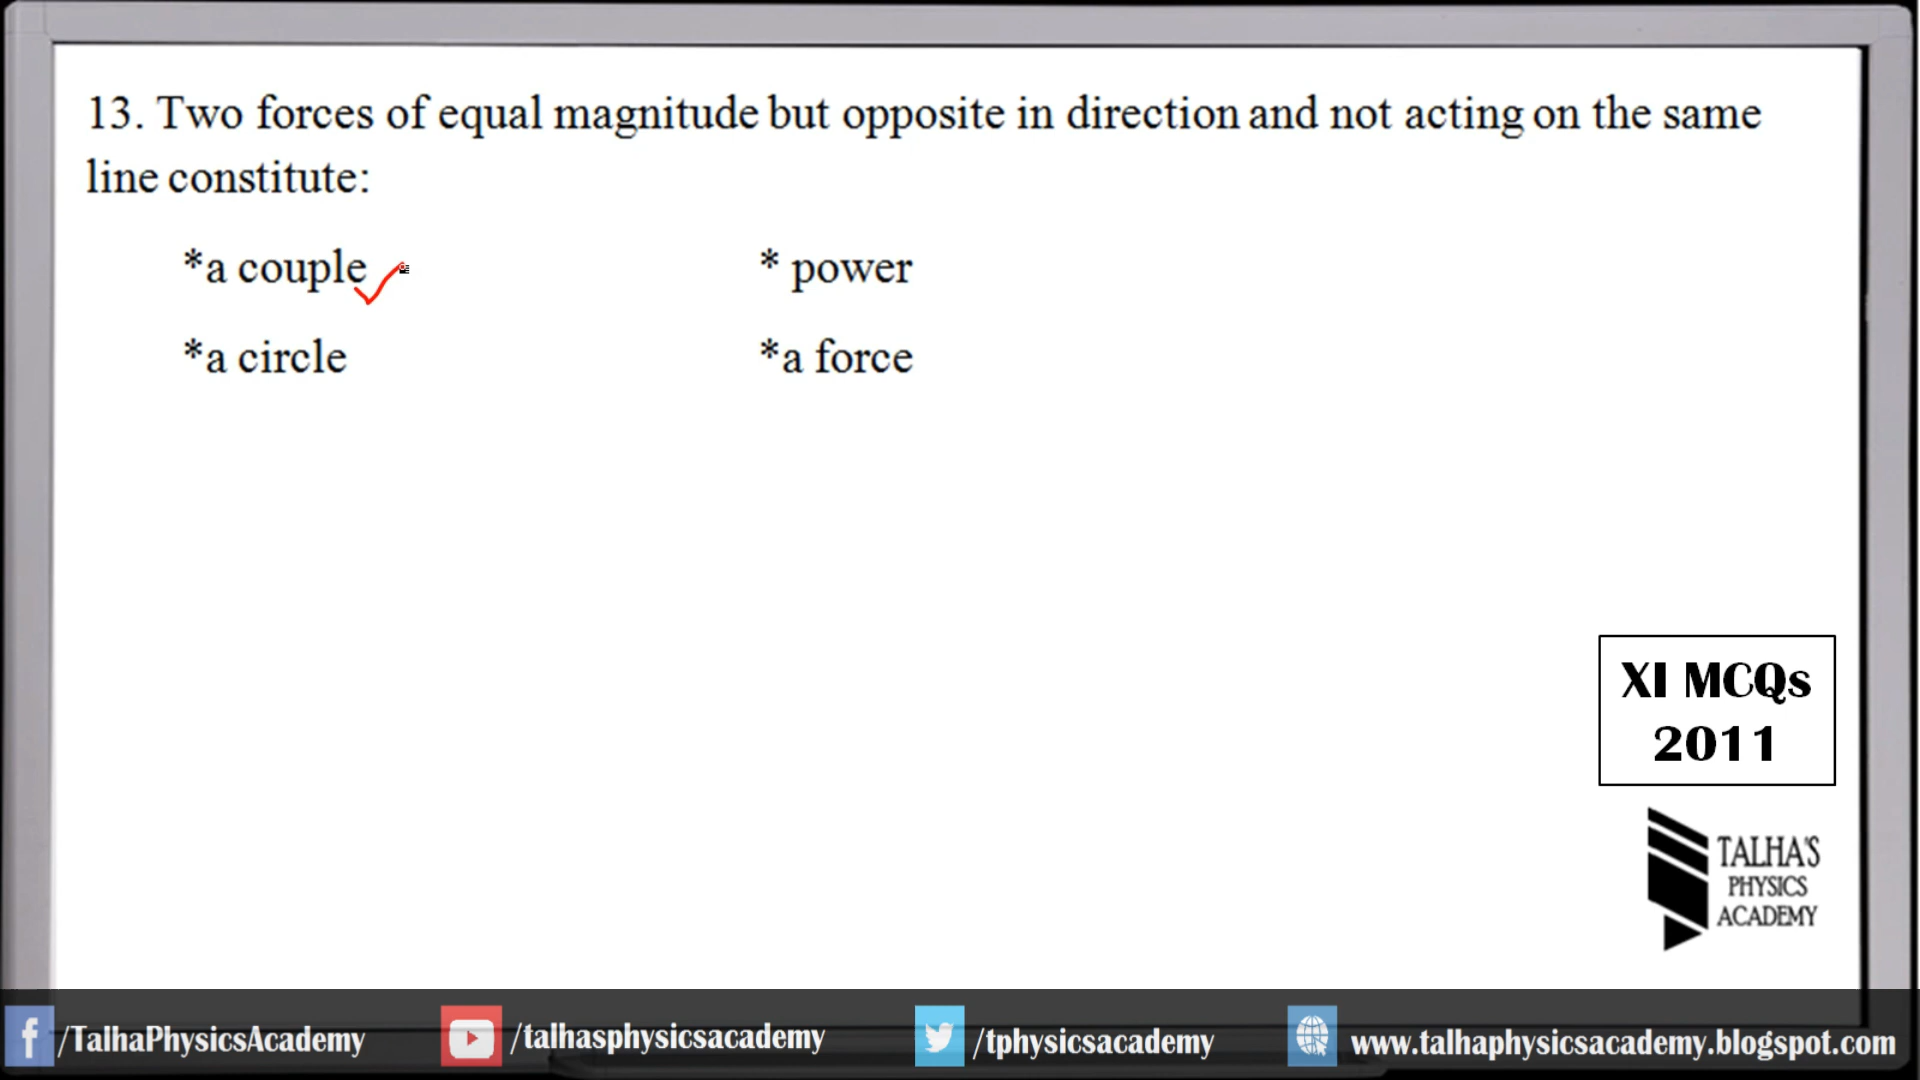 13. Two forces of equal magnitude but opposite in direction and not acting on the same
line constitute:
*a couple
* power
*a circle
*a force
XI MCQs
2011
TALHA'S
PHYSICS
ACADEMY
/TalhaPhysicsAcademy
/talhasphysicsacademy
/tphysicsacademy
www.talhaphysicsacademy.blogspot.com